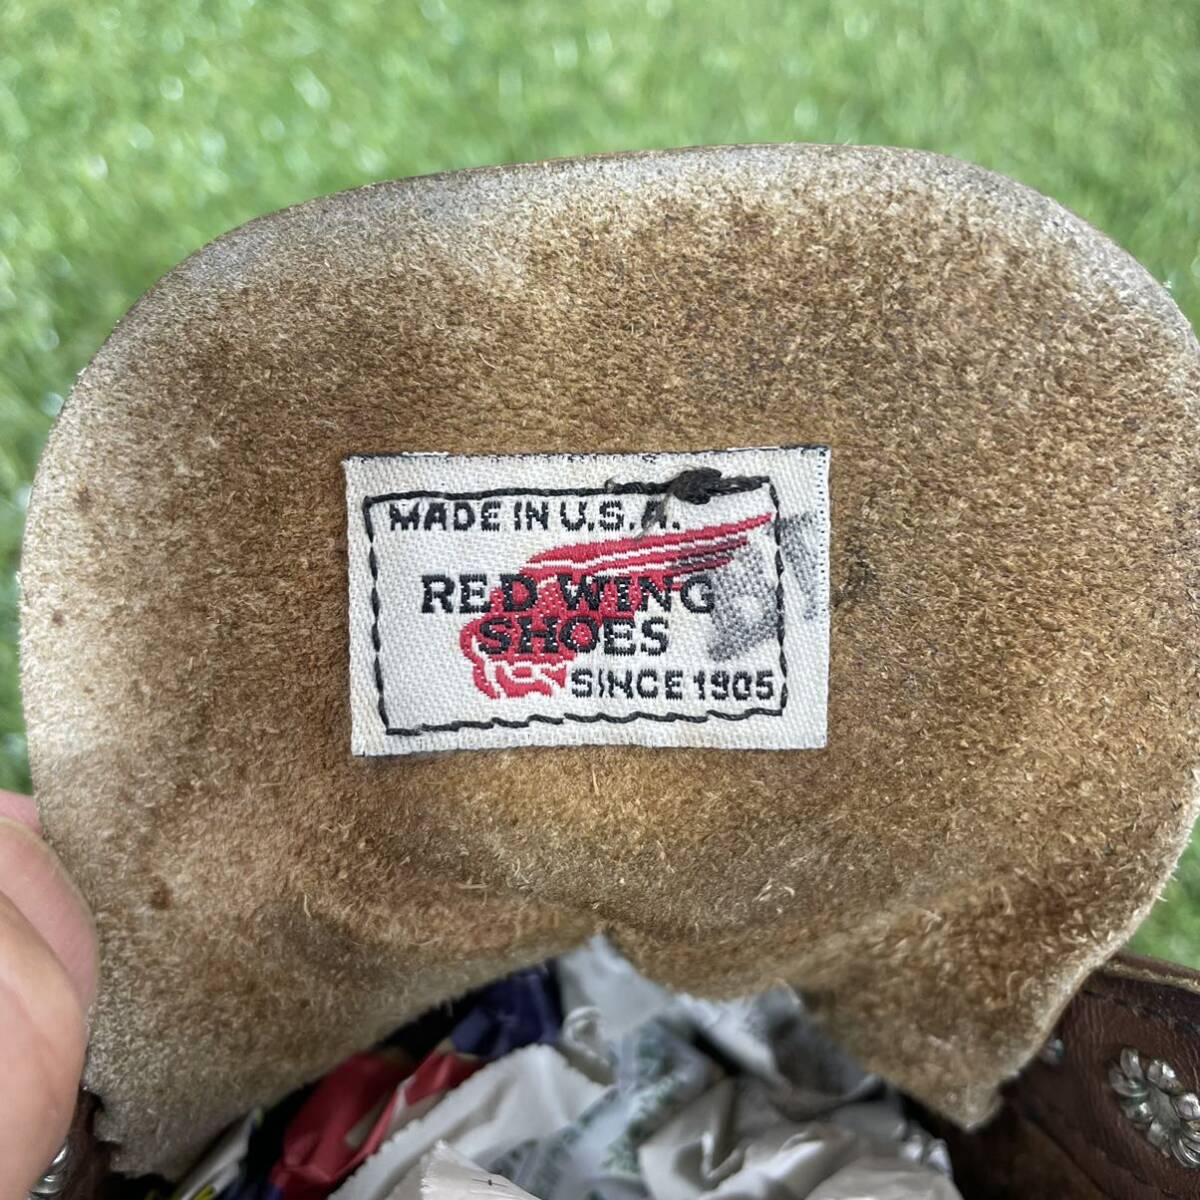 MADE IN U.S.A.
RED WING
SHOES
SINCE 1905